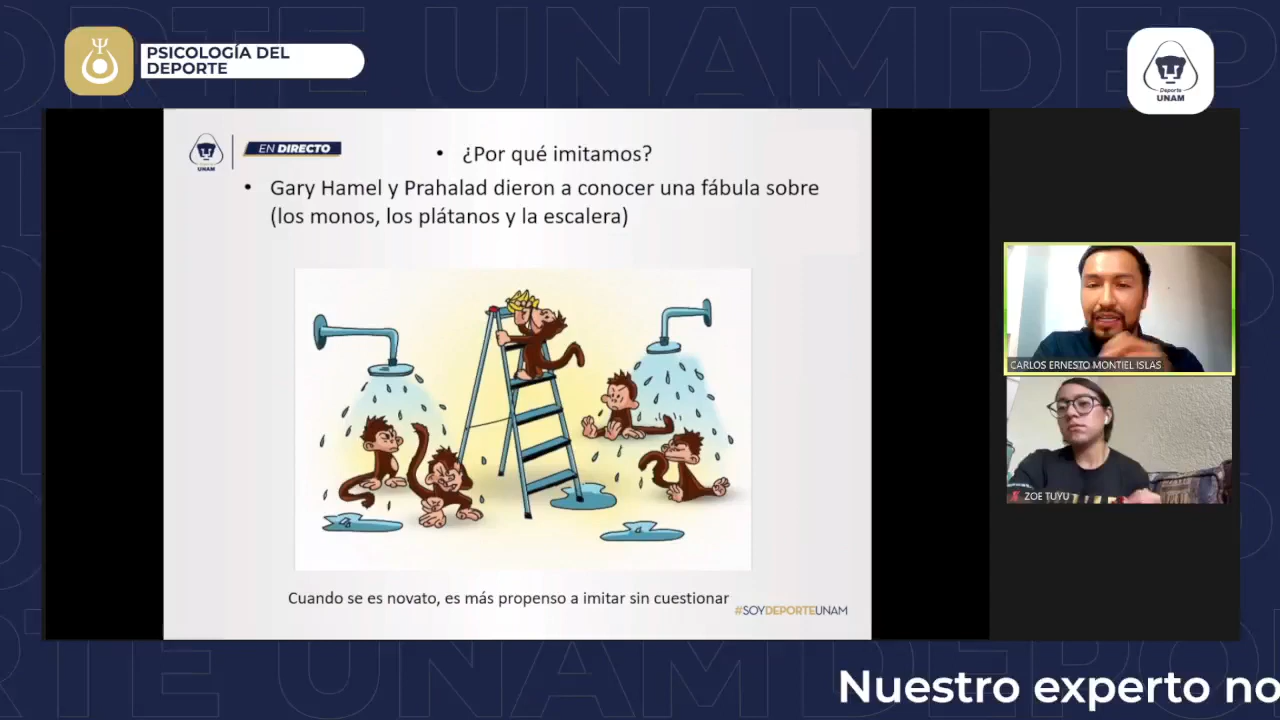 PSICOLOGÍA DEL
DEPORTE
Deporte
UNAM
UNAM
EN DIRECTO
• ¿Por qué imitamos?
• Gary Hamel y Prahalad dieron a conocer una fábula sobre
(los monos, los plátanos y la escalera)
CARLOS ERNESTO MONTIEL ISLAS
ZOE TUYU
Cuando se es novato, es más propenso a imitar sin cuestionar
#SOYDEPORTEUNAM
Nuestro experto no